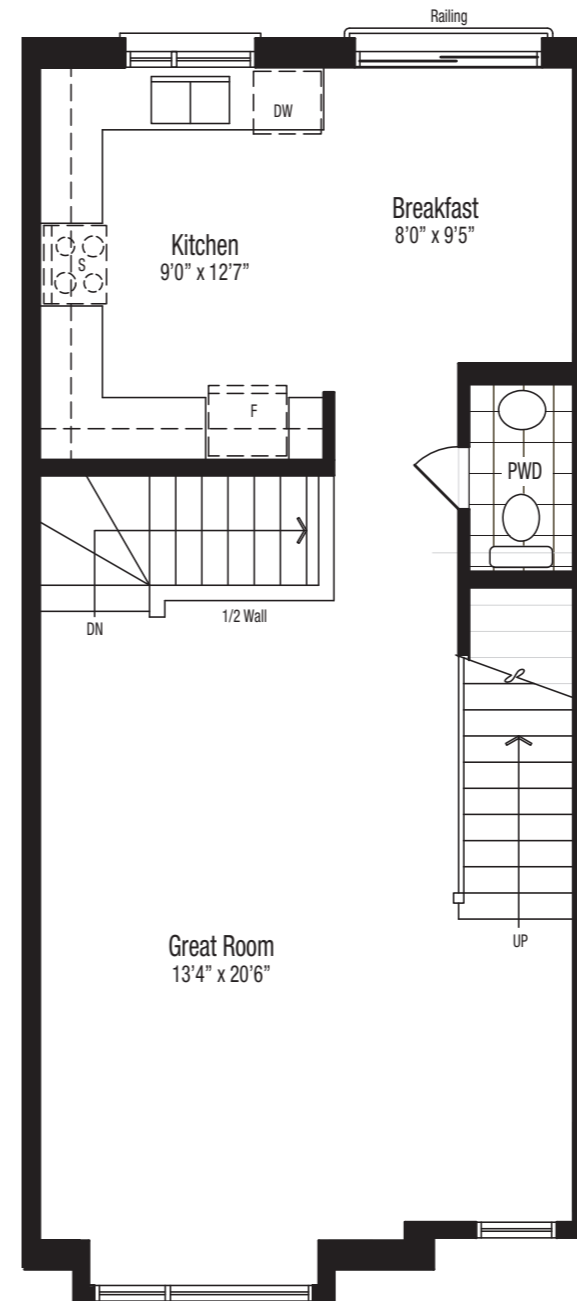 Railing
DW
Breakfast
8’0” x 9’5”
Kitchen
9’0” x 12’7”
S
F
PWD
1/2 Wall
DN
UP
Great Room
13’4” x 20’6”